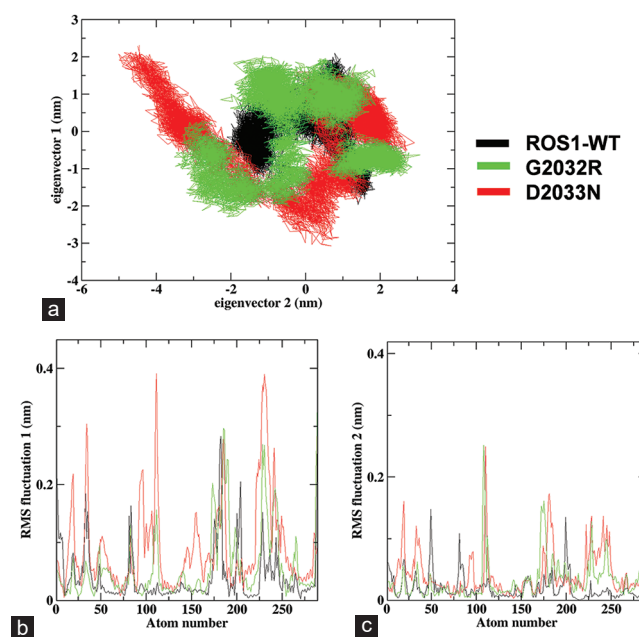 3
2
1
0
-1
-2
-3
-4
eigenvector 1 (nm)
-6 -4 -2 0 2 4
eigenvector 2 (nm)
a
ROS1-WT
G2032R
D2033N
0.4
0.2
0
RMS fluctuation 1 (nm)
0 50 100 150 200 250
Atom number
b
0.4
0.2
0
RMS fluctuation 2 (nm)
0 50 100 150 200 250
Atom number
c